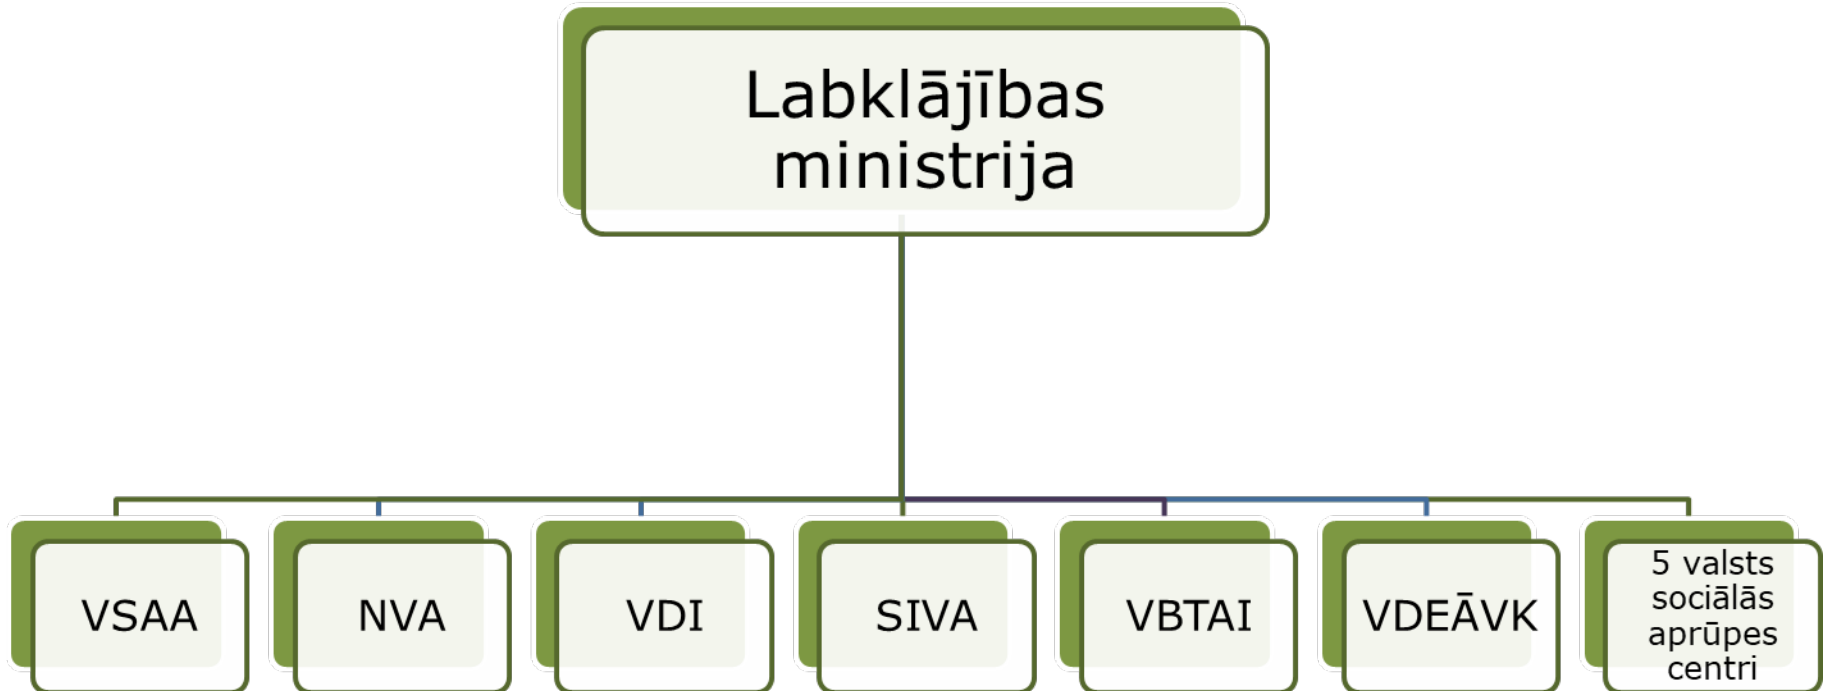 Labklājības
ministrija
VSAA
NVA
VDI
SIVA
VBTAI
VDEĀVK
5 valsts
sociālās
aprūpes
centri